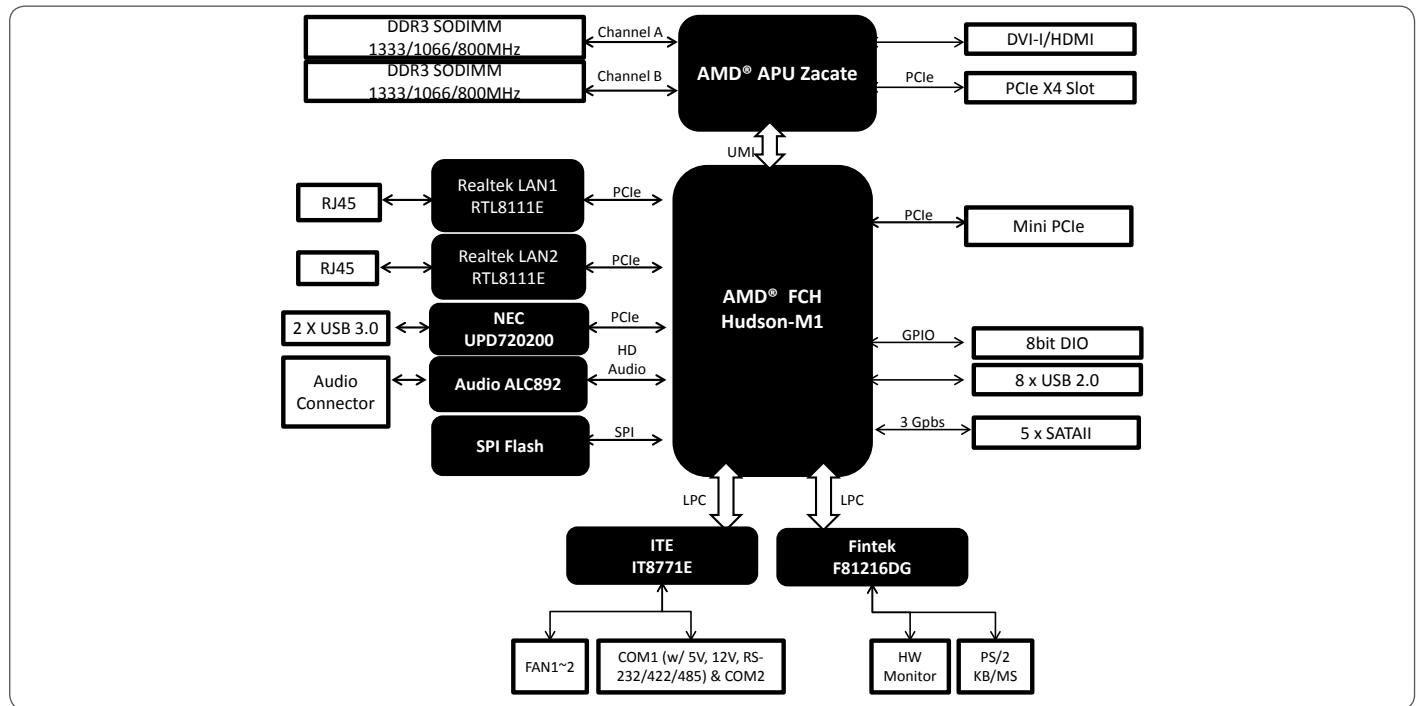 DDR3 SODIMM
1333/1066/800MHz
Channel A
DDR3 SODIMM
1333/1066/800MHz
Channel B
AMD® APU Zacate
DVI-I/HDMI
PCIe
PCIe X4 Slot
UMI
RJ45
Realtek LAN1
RTL8111E
PCIe
RJ45
Realtek LAN2
RTL8111E
PCIe
2 X USB 3.0
NEC
UPD720200
PCIe
Audio
Connector
Audio ALC892
HD
Audio
SPI Flash
SPI
AMD® FCH
Hudson-M1
PCIe
Mini PCIe
GPIO
8bit DIO
8 x USB 2.0
3 Gpbs
5 x SATAII
LPC
LPC
ITE
IT8771E
Fintek
F81216DG
FAN1~2
COM1 (w/ 5V, 12V, RS-
232/422/485) & COM2
HW
Monitor
PS/2
KB/MS